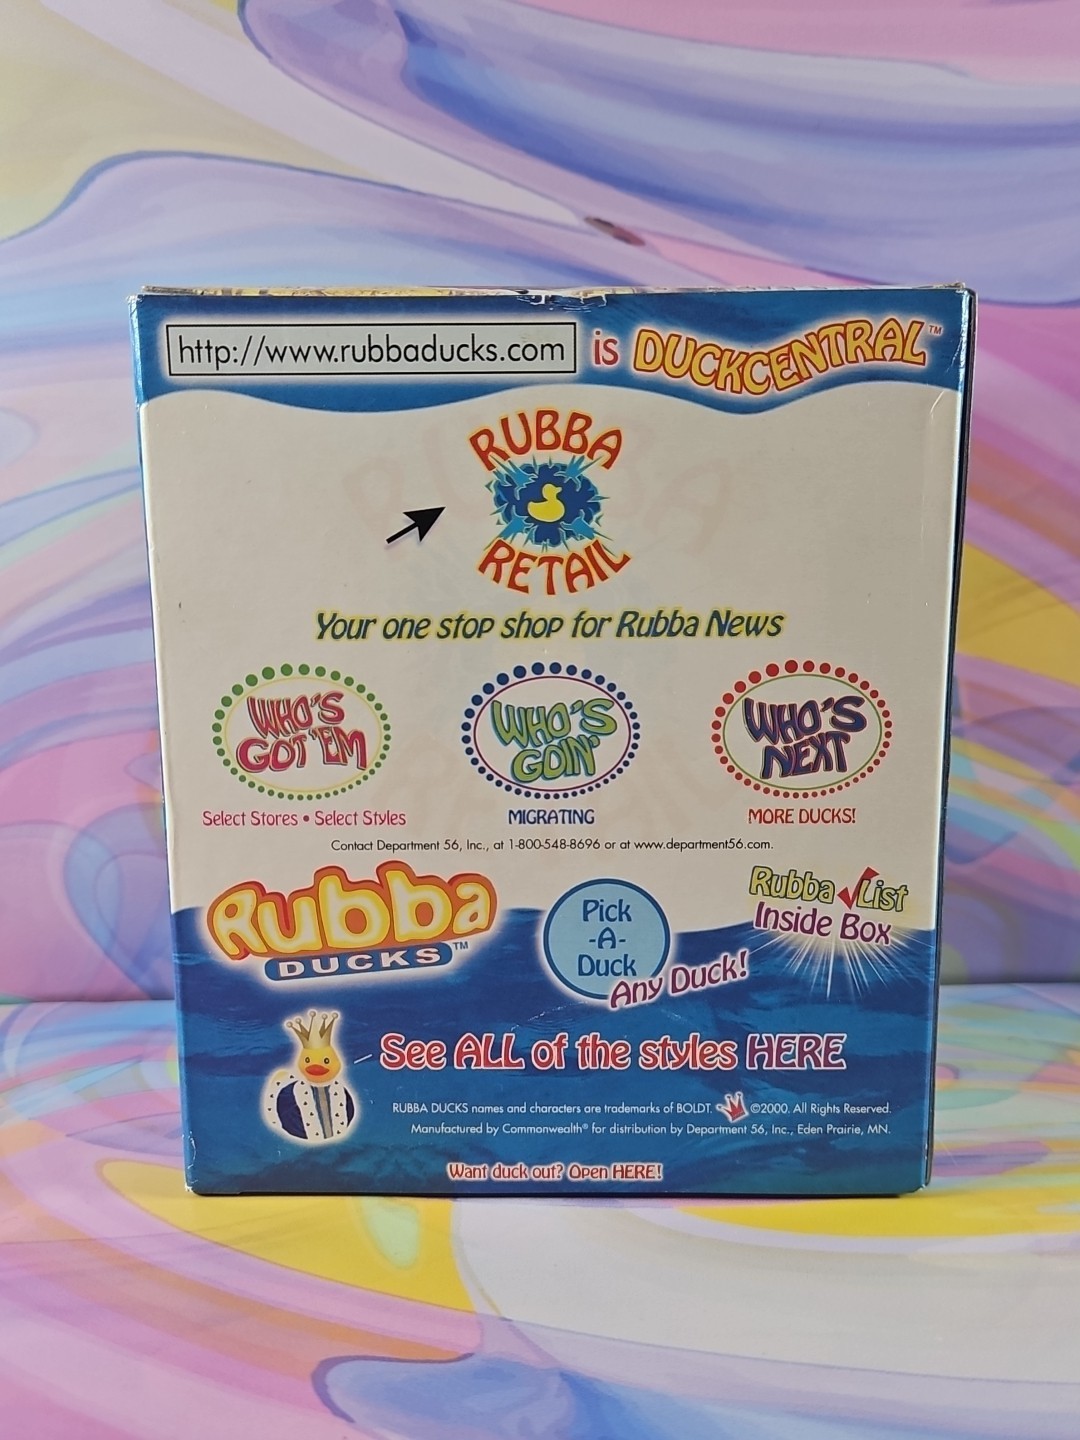 http://www.rubbaducks.com is DUCKCENTRAL™
RUBBA
RETAIL
Your one stop shop for Rubba News
WHO'S
GOT 'EM
WHO'S
GOIN'
WHO'S
NEXT
Select Stores • Select Styles
MIGRATING
MORE DUCKS!
Contact Department 56, Inc., at 1-800-548-8696 or at www.department56.com.
Rubba
DUCKS™
Pick
-A-
Duck
Any Duck!
Rubba List
Inside Box
See ALL of the styles HERE
RUBBA DUCKS names and characters are trademarks of BOLDT. ©2000. All Rights Reserved.
Manufactured by Commonwealth® for distribution by Department 56, Inc., Eden Prairie, MN.
Want duck out? Open HERE!